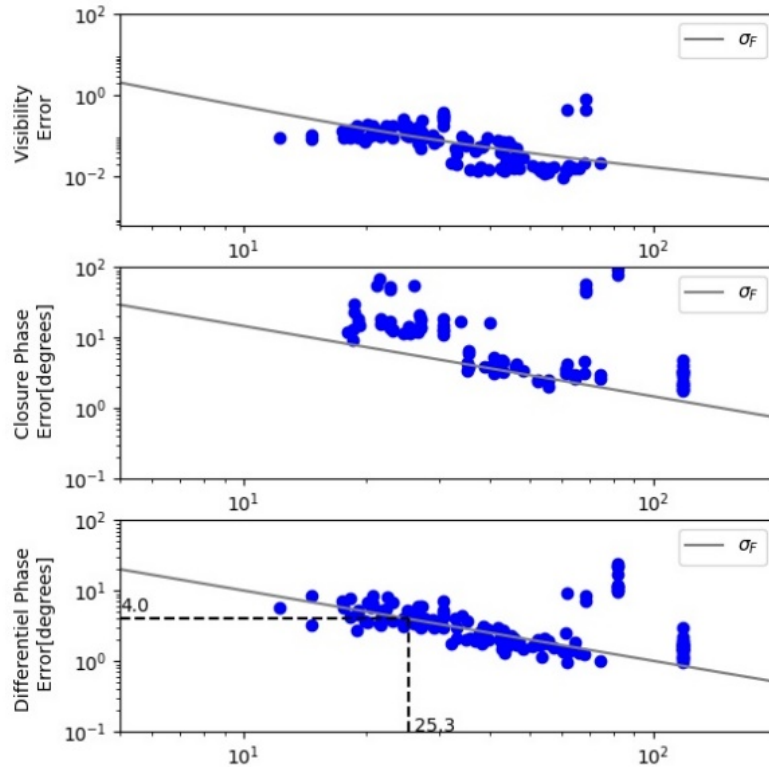 10²
10⁰
10⁻²
Visibility
Error
σF
10¹
10²
10²
10¹
10⁰
10⁻¹
Closure Phase
Error[degrees]
σF
10¹
10²
10²
10¹
10⁰
10⁻¹
Differentiel Phase
Error[degrees]
σF
4.0
25,3
10¹
10²